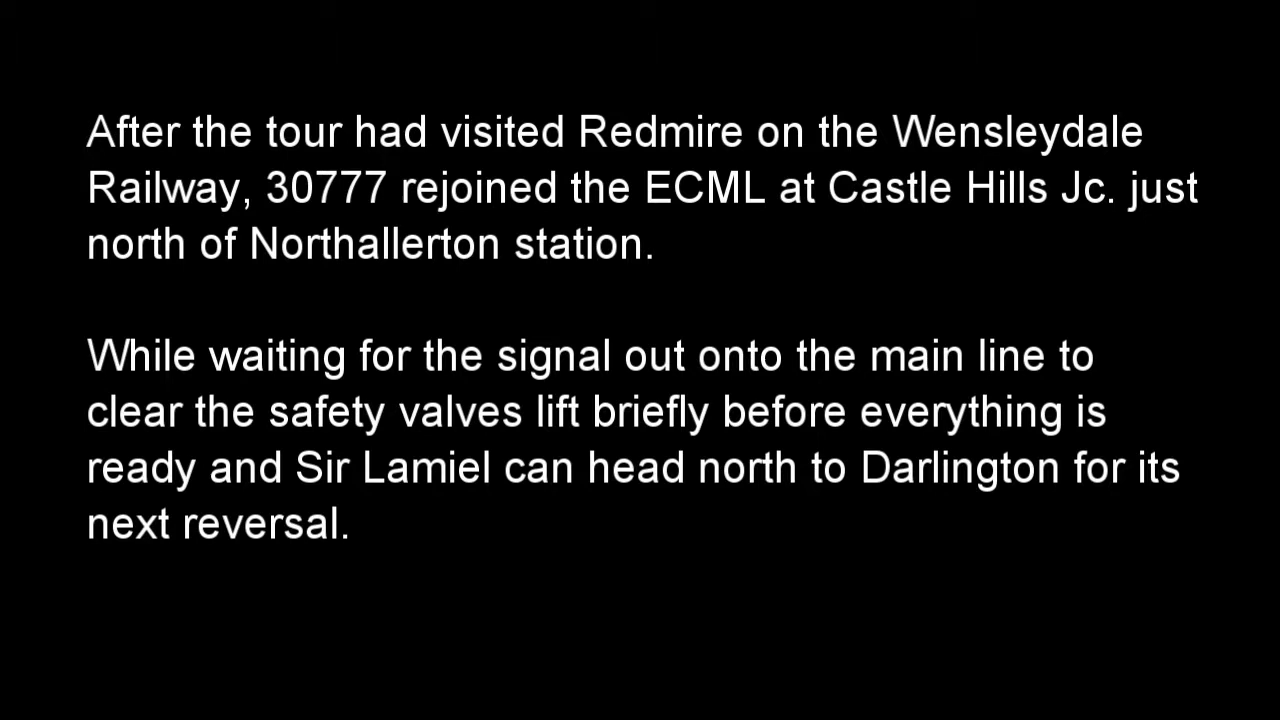 After the tour had visited Redmire on the Wensleydale
Railway, 30777 rejoined the ECML at Castle Hills Jc. just
north of Northallerton station.
While waiting for the signal out onto the main line to
clear the safety valves lift briefly before everything is
ready and Sir Lamiel can head north to Darlington for its
next reversal.